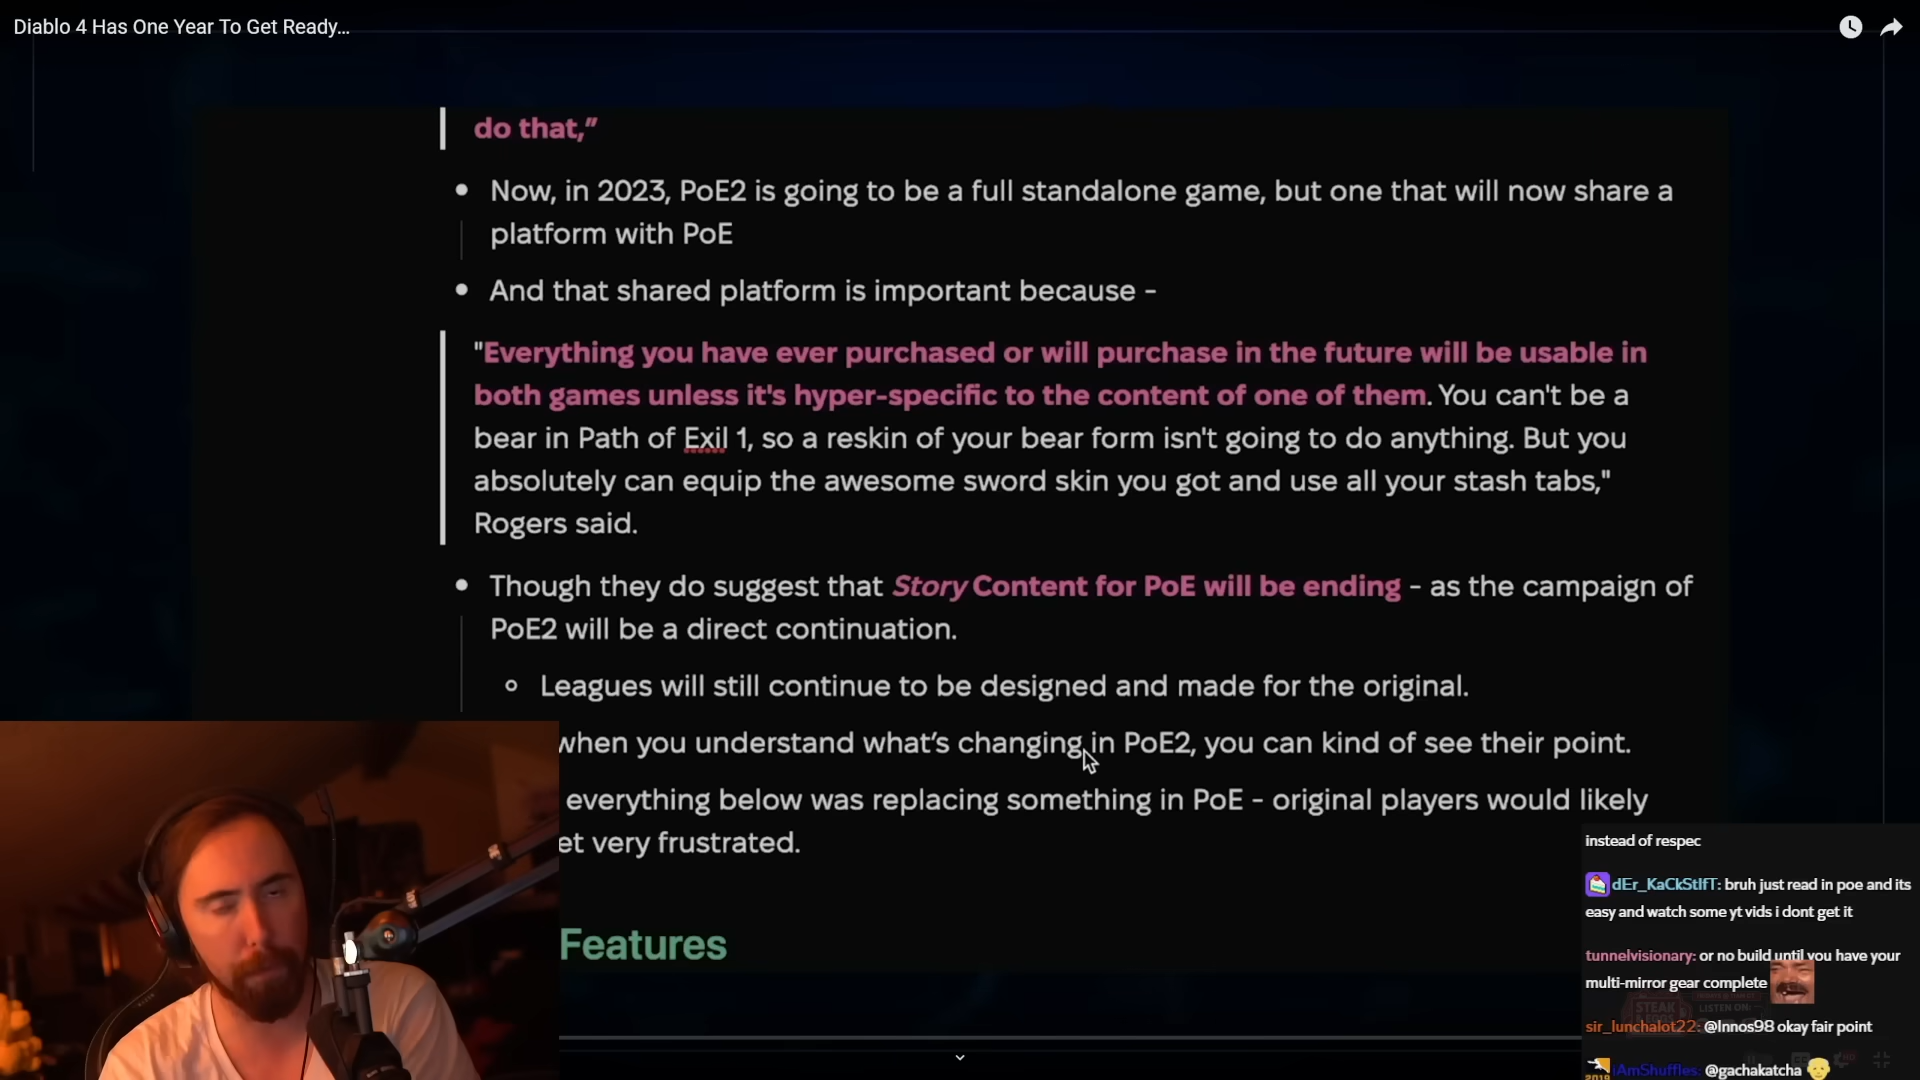 Diablo 4 Has One Year To Get Ready...
do that,”
Now, in 2023, PoE2 is going to be a full standalone game, but one that will now share a
platform with PoE
And that shared platform is important because -
"Everything you have ever purchased or will purchase in the future will be usable in
both games unless it's hyper-specific to the content of one of them. You can't be a
bear in Path of Exil 1, so a reskin of your bear form isn't going to do anything. But you
absolutely can equip the awesome sword skin you got and use all your stash tabs,"
Rogers said.
Though they do suggest that Story Content for PoE will be ending - as the campaign of
PoE2 will be a direct continuation.
Leagues will still continue to be designed and made for the original.
when you understand what’s changing in PoE2, you can kind of see their point.
everything below was replacing something in PoE - original players would likely
et very frustrated.
Features
instead of respec
dEr_KaCkStIfT: bruh just read in poe and its
easy and watch some yt vids i dont get it
tunnelvisionary: or no build until you have your
multi-mirror gear complete
STEAK
LISTEN ON:
sir_lunchalot22: @Innos98 okay fair point
iAmShuffles: @gachakatcha